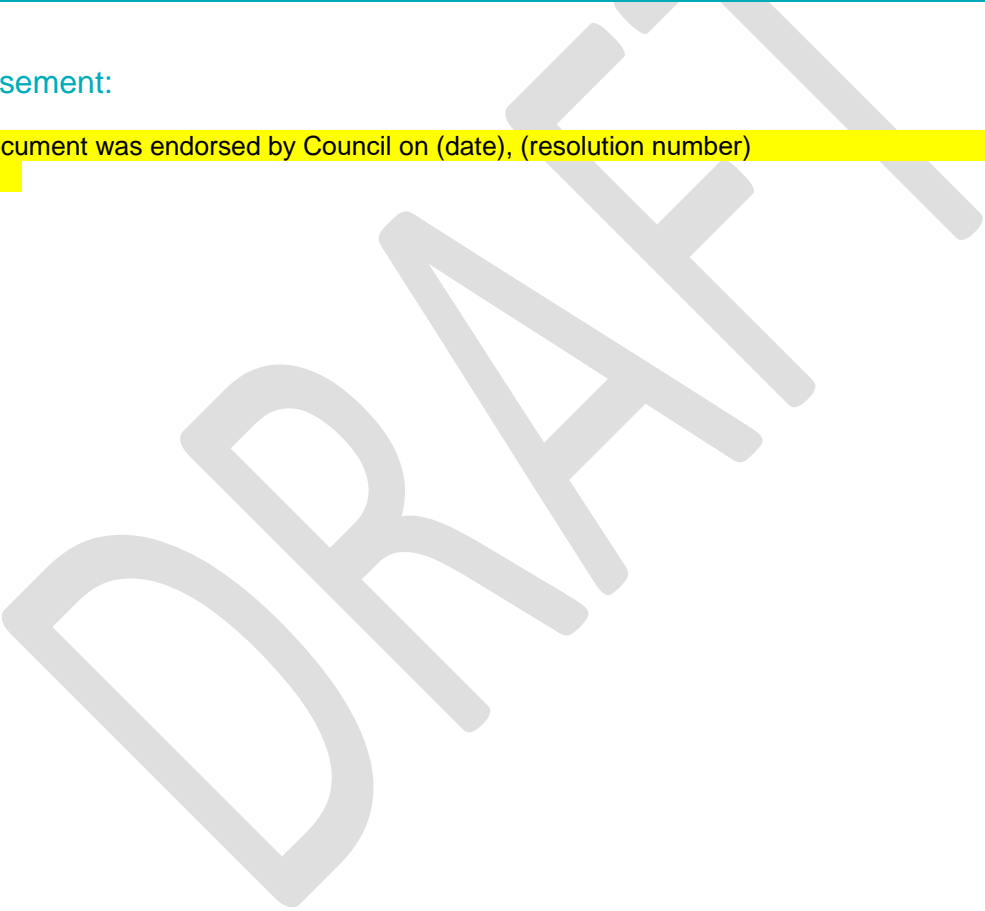 sement:
cument was endorsed by Council on (date), (resolution number)
DRAFT